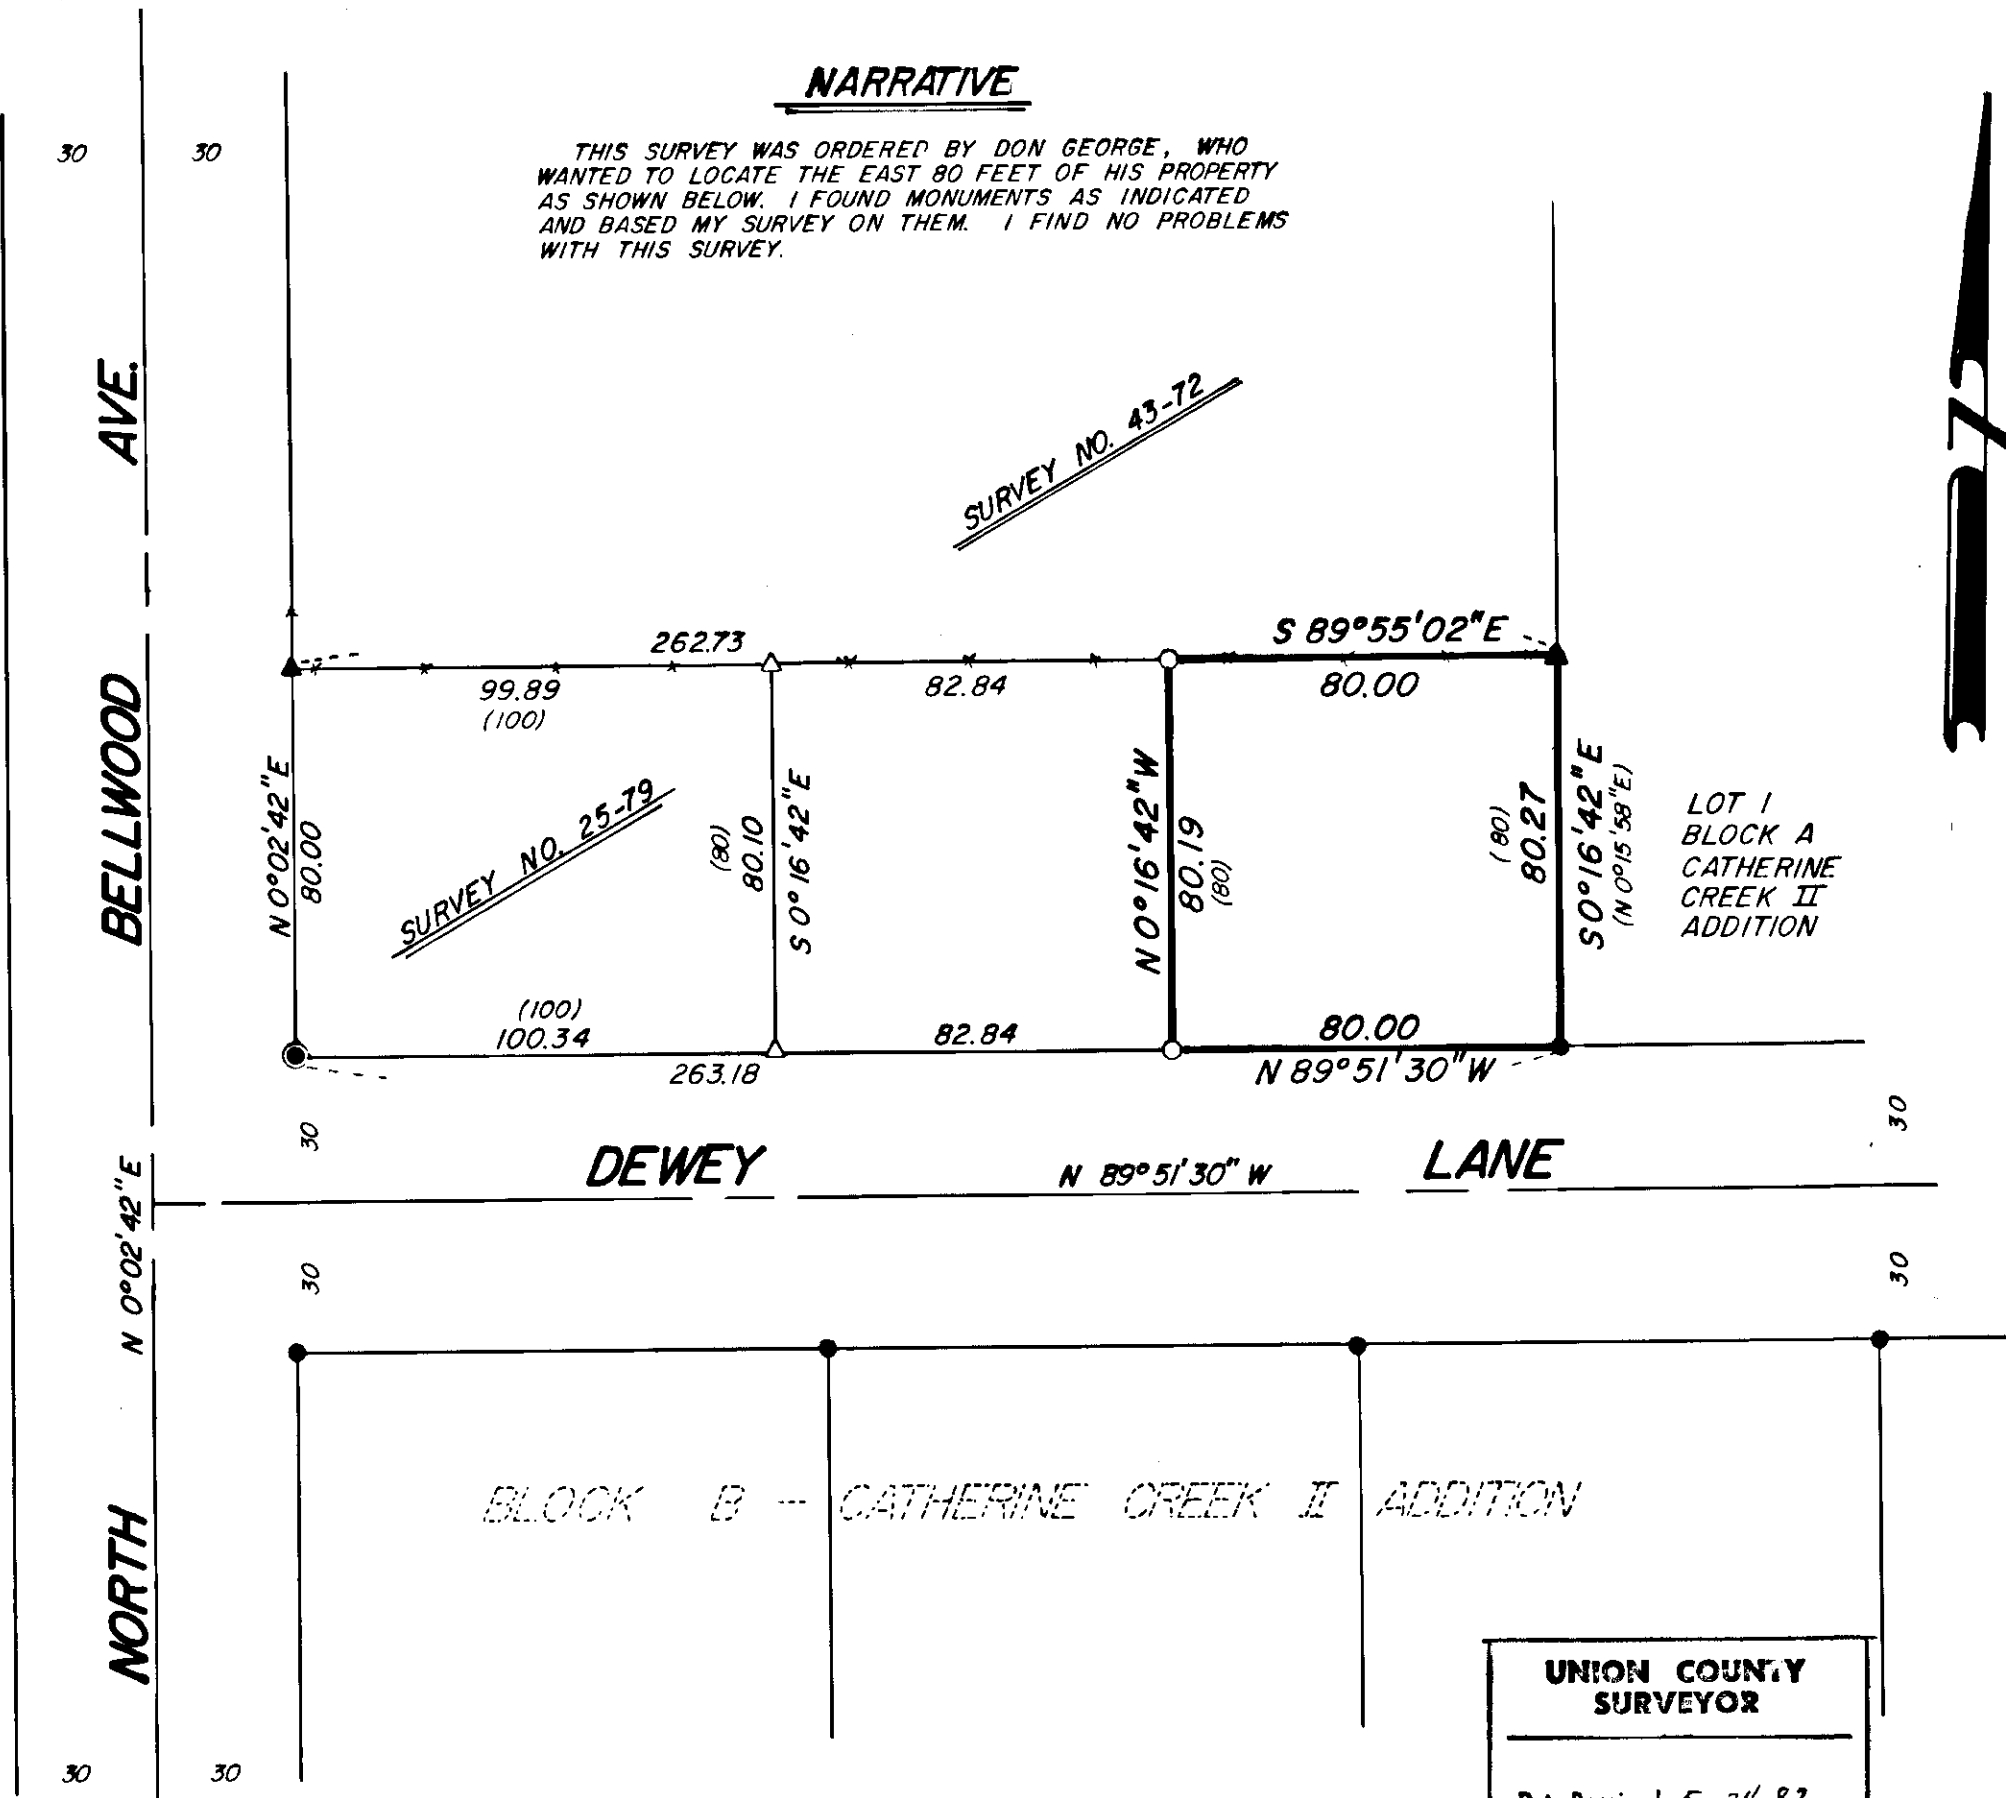 NARRATIVE
THIS SURVEY WAS ORDERED BY DON GEORGE, WHO
WANTED TO LOCATE THE EAST 80 FEET OF HIS PROPERTY
AS SHOWN BELOW. I FOUND MONUMENTS AS INDICATED
AND BASED MY SURVEY ON THEM. I FIND NO PROBLEMS
WITH THIS SURVEY.
30
30
SURVEY NO. 43-72
NORTH BELLWOOD AVE.
N 0°02'42"E
262.73
S 89°55'02"E
99.89
(100)
82.84
80.00
N 0°02'42"E
80.00
SURVEY NO. 25-79
(80)
80.10
S 0°16'42"E
N 0°16'42"W
80.19
(80)
(80)
80.27
S 0°16'42"E
(N 0°15'58"E)
LOT 1
BLOCK A
CATHERINE
CREEK II
ADDITION
(100)
100.34
263.18
82.84
80.00
N 89°51'30"W
30
30
DEWEY LANE
N 89°51'30" W
30
30
BLOCK B - CATHERINE CREEK II ADDITION
30
30
UNION COUNTY
SURVEYOR